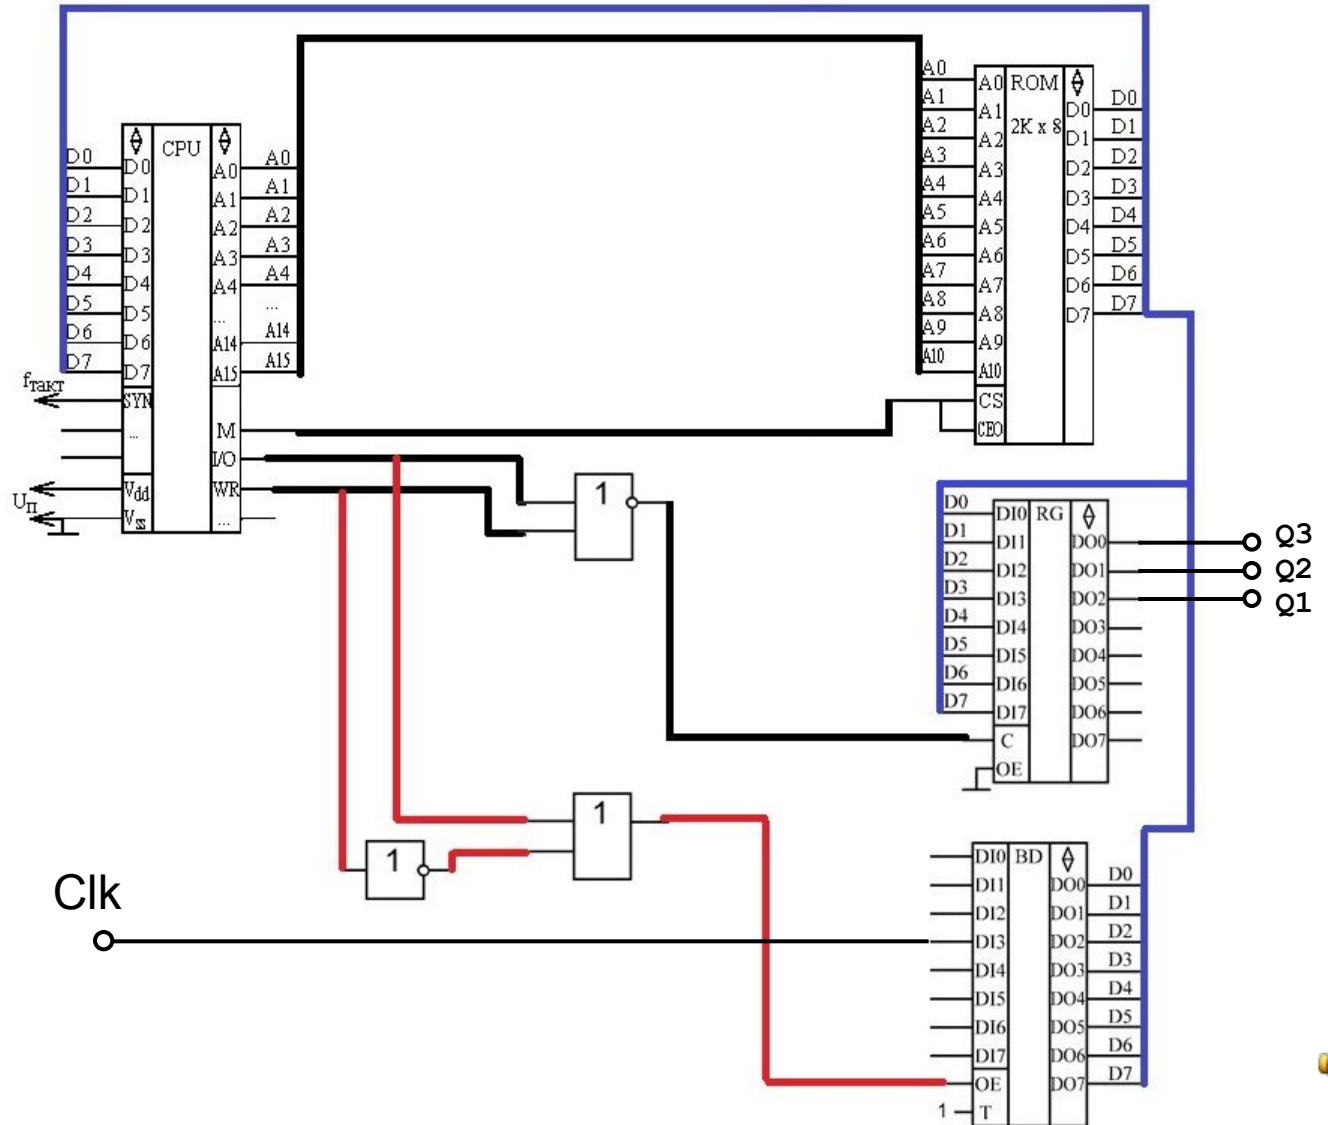 CPU
D0 D0 A0 A0
D1 D1 A1 A1
D2 D2 A2 A2
D3 D3 A3 A3
D4 D4 A4 A4
D5 D5 ... ...
D6 D6 A14 A14
D7 D7 A15 A15
fТАКТ SYN
... M
I/O
UП Vdd WR
Vss ...
ROM
2K x 8
A0 A0
A1 A1 D0 D0
A2 A2 D1 D1
A3 A3 D2 D2
A4 A4 D3 D3
A5 A5 D4 D4
A6 A6 D5 D5
A7 A7 D6 D6
A8 A8 D7 D7
A9 A9
A10 A10
CS
CEO
1
RG
D0 DI0
D1 DI1 DO0 Q3
D2 DI2 DO1 Q2
D3 DI3 DO2 Q1
D4 DI4 DO3
D5 DI5 DO4
D6 DI6 DO5
D7 DI7 DO6
C DO7
OE
1
1
Clk
BD
DI0
DI1 DO0 D0
DI2 DO1 D1
DI3 DO2 D2
DI4 DO3 D3
DI5 DO4 D4
DI6 DO5 D5
DI7 DO6 D6
OE DO7 D7
1 T